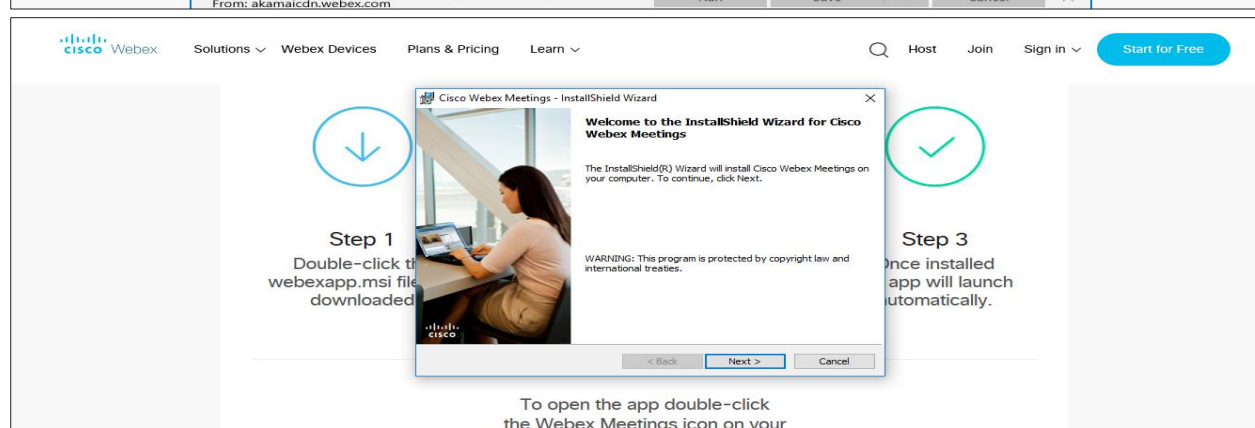 From: akamaicdn.webex.com
Run Save Cancel
CISCO Webex Solutions Webex Devices Plans & Pricing Learn Host Join Sign in Start for Free
Cisco Webex Meetings - InstallShield Wizard
Welcome to the InstallShield Wizard for Cisco
Webex Meetings
The InstallShield(R) Wizard will install Cisco Webex Meetings on
your computer. To continue, click Next.
WARNING: This program is protected by copyright law and
international treaties.
CISCO
< Back Next > Cancel
Step 1
Double-click
webexapp.msi file
downloaded
Step 3
installed
app will launch
To open the app double-click
the Webex Meetings icon on your